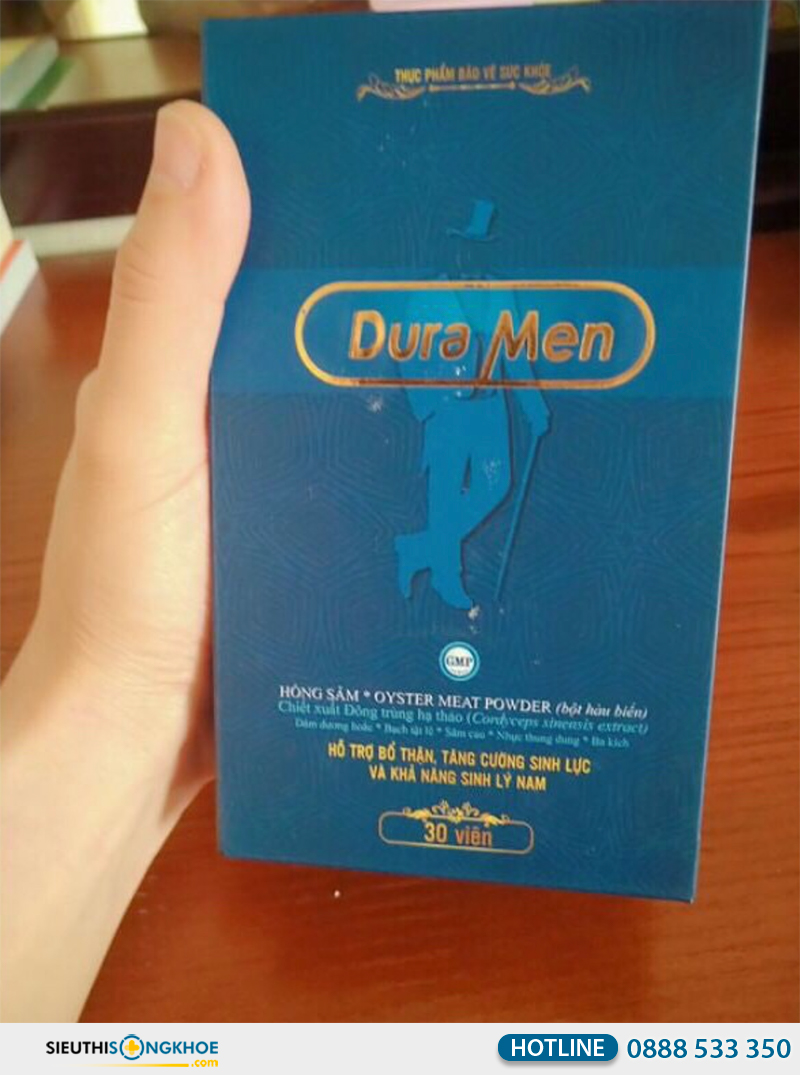 THỰC PHẨM BẢO VỆ SỨC KHỎE
Dura Men
GMP
HỒNG SÂM * OYSTER MEAT POWDER (bột hàu biển)
Chiết xuất Đông trùng hạ thảo (Cordyceps sinensis extract)
Dâm dương hoắc * Bạch tật lê * Sâm cau * Nhục thung dung * Ba kích
HỖ TRỢ BỔ THẬN, TĂNG CƯỜNG SINH LỰC
VÀ KHẢ NĂNG SINH LÝ NAM
30 viên
SIEUTHISONGKHOE
.com
HOTLINE 0888 533 350